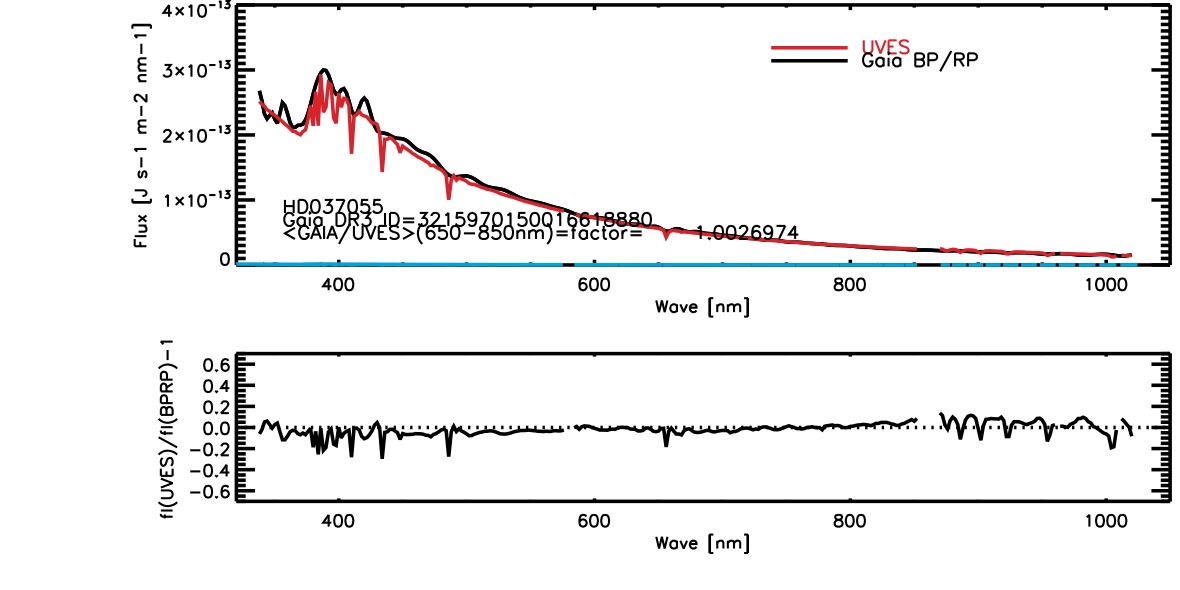 4×10−13
3×10−13
2×10−13
1×10−13
0
Flux [J s−1 m−2 nm−1]
UVES
Gaia BP/RP
HD037055
Gaia DR3 ID=3215970150016618880
<GAIA/UVES>(650−850nm)=factor= 1.0026974
400 600 800 1000
Wave [nm]
0.6
0.4
0.2
0.0
−0.2
−0.4
−0.6
fl(UVES)/fl(BPRP)−1
400 600 800 1000
Wave [nm]